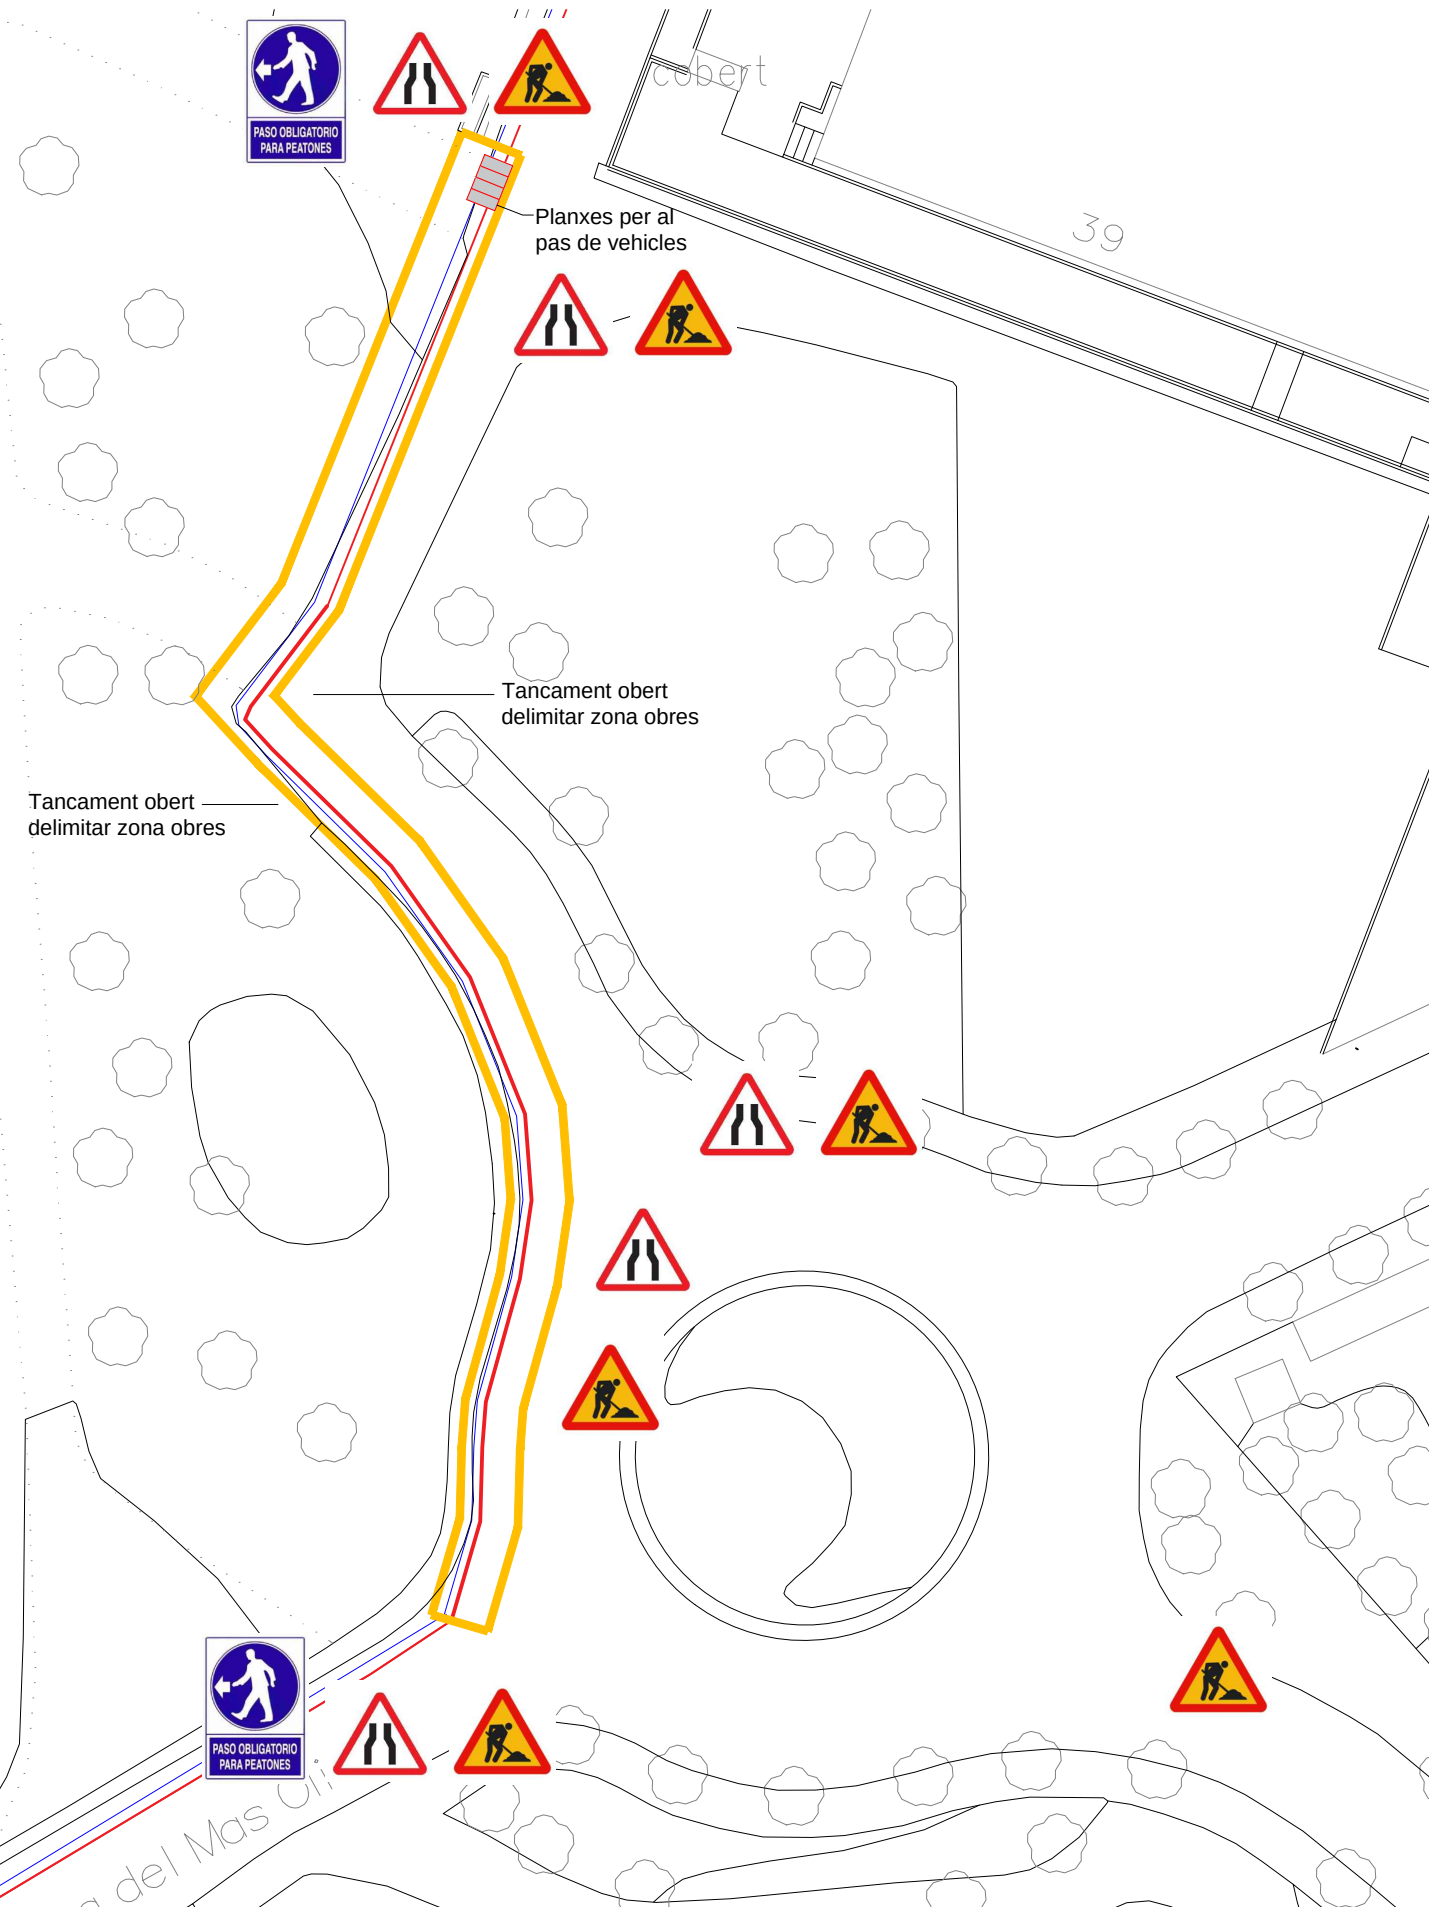 cobert
PASO OBLIGATORIO
PARA PEATONES
39
Planxes per al
pas de vehicles
Tancament obert
delimitar zona obres
Tancament obert
delimitar zona obres
PASO OBLIGATORIO
PARA PEATONES
del Mas